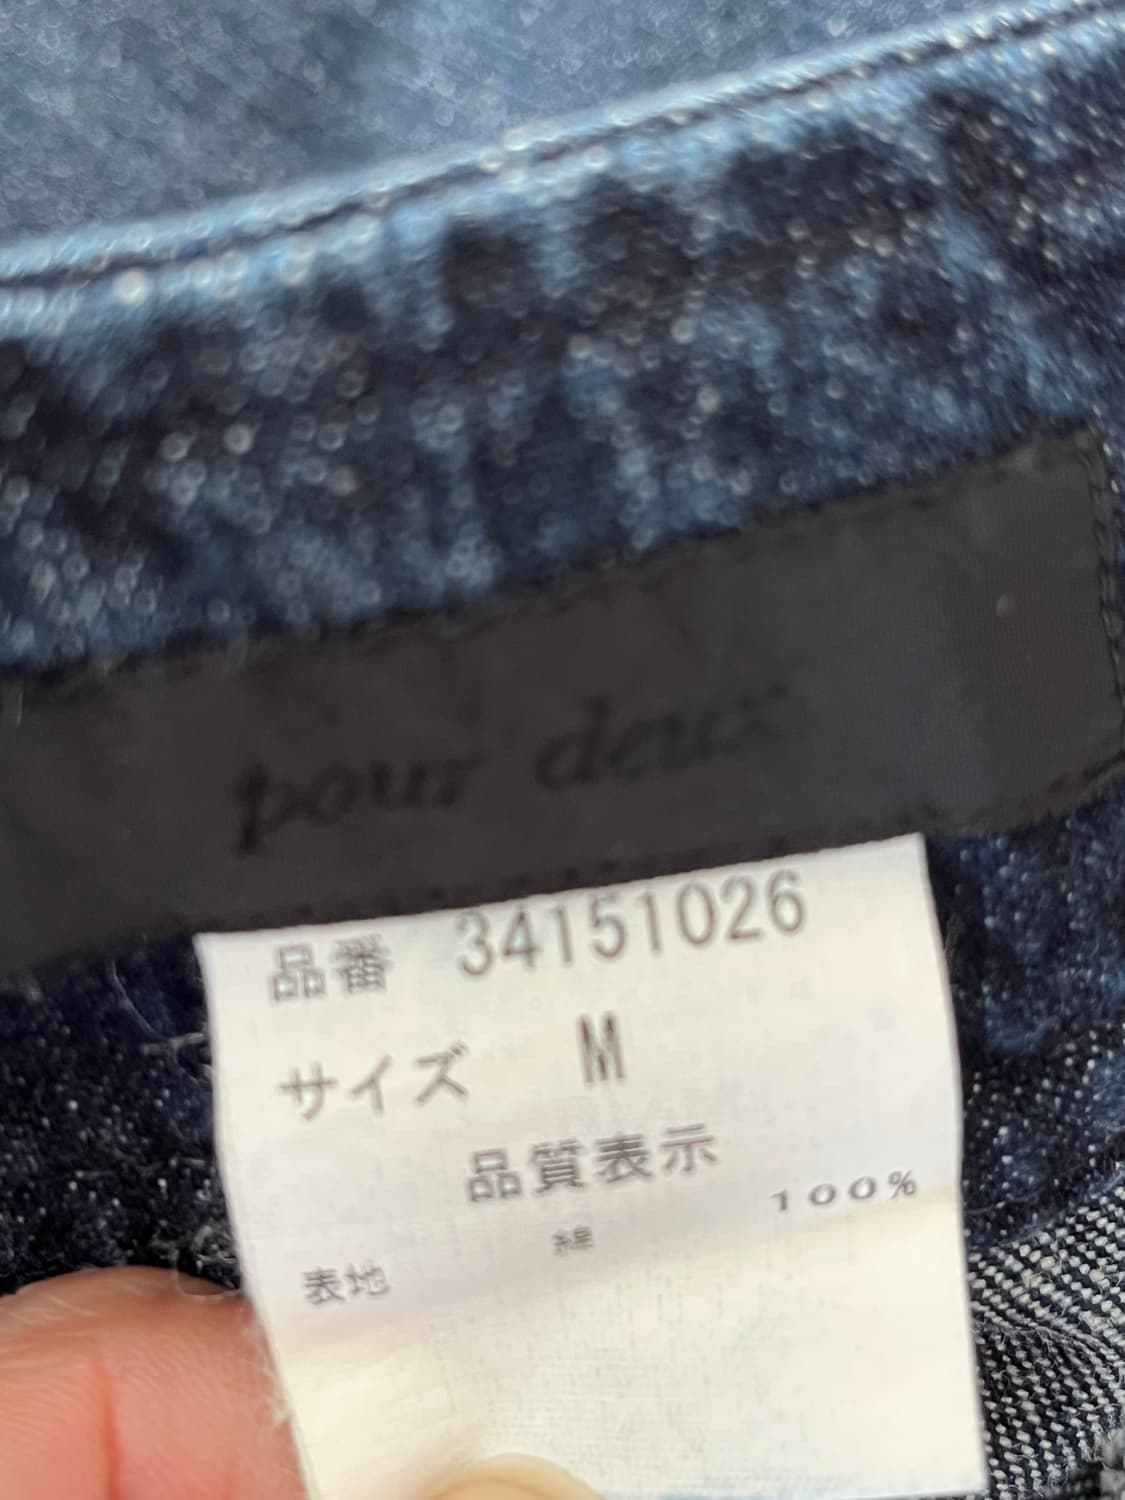 pour deux
品番 34151026
サイズ M
品質表示
表地 綿 100%